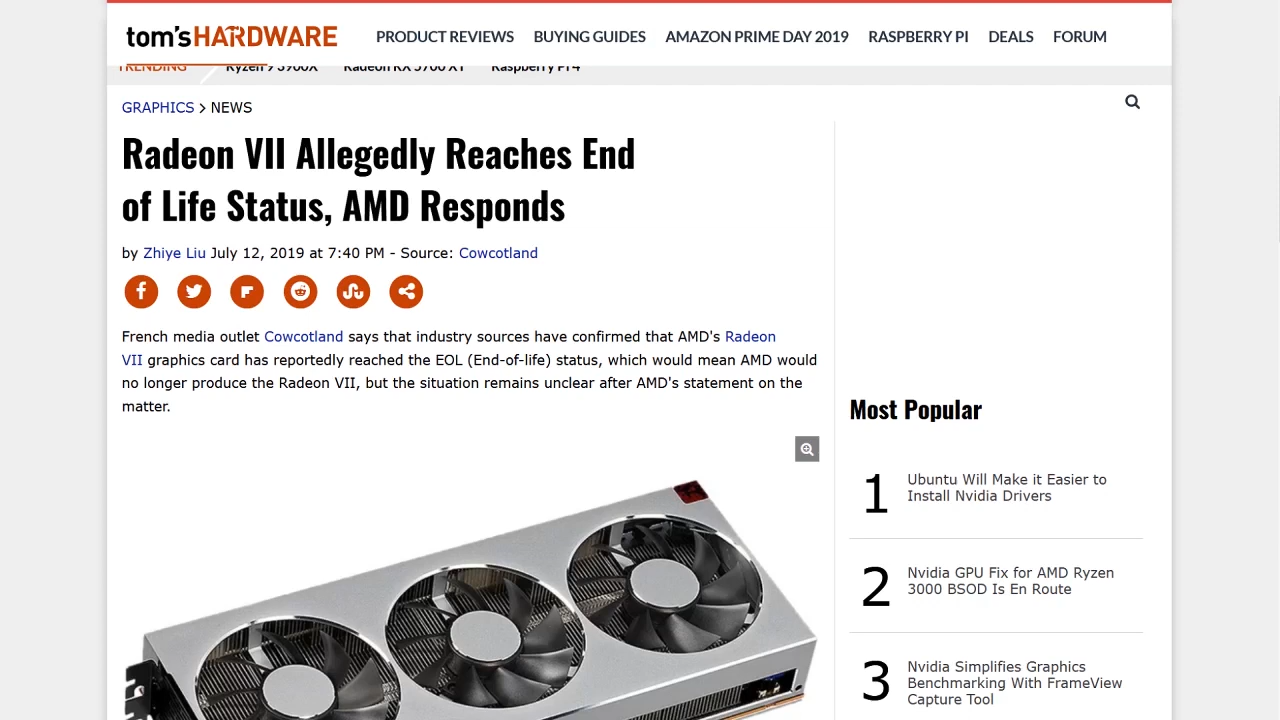 tom'sHARDWARE
PRODUCT REVIEWS BUYING GUIDES AMAZON PRIME DAY 2019 RASPBERRY PI DEALS FORUM
TRENDING Ryzen 9 3900X Radeon RX 5700 XT Raspberry Pi 4
GRAPHICS > NEWS
Radeon VII Allegedly Reaches End
of Life Status, AMD Responds
by Zhiye Liu July 12, 2019 at 7:40 PM - Source: Cowcotland
French media outlet Cowcotland says that industry sources have confirmed that AMD's Radeon
VII graphics card has reportedly reached the EOL (End-of-life) status, which would mean AMD would
no longer produce the Radeon VII, but the situation remains unclear after AMD's statement on the
matter.
Most Popular
1 Ubuntu Will Make it Easier to
Install Nvidia Drivers
2 Nvidia GPU Fix for AMD Ryzen
3000 BSOD Is En Route
3 Nvidia Simplifies Graphics
Benchmarking With FrameView
Capture Tool